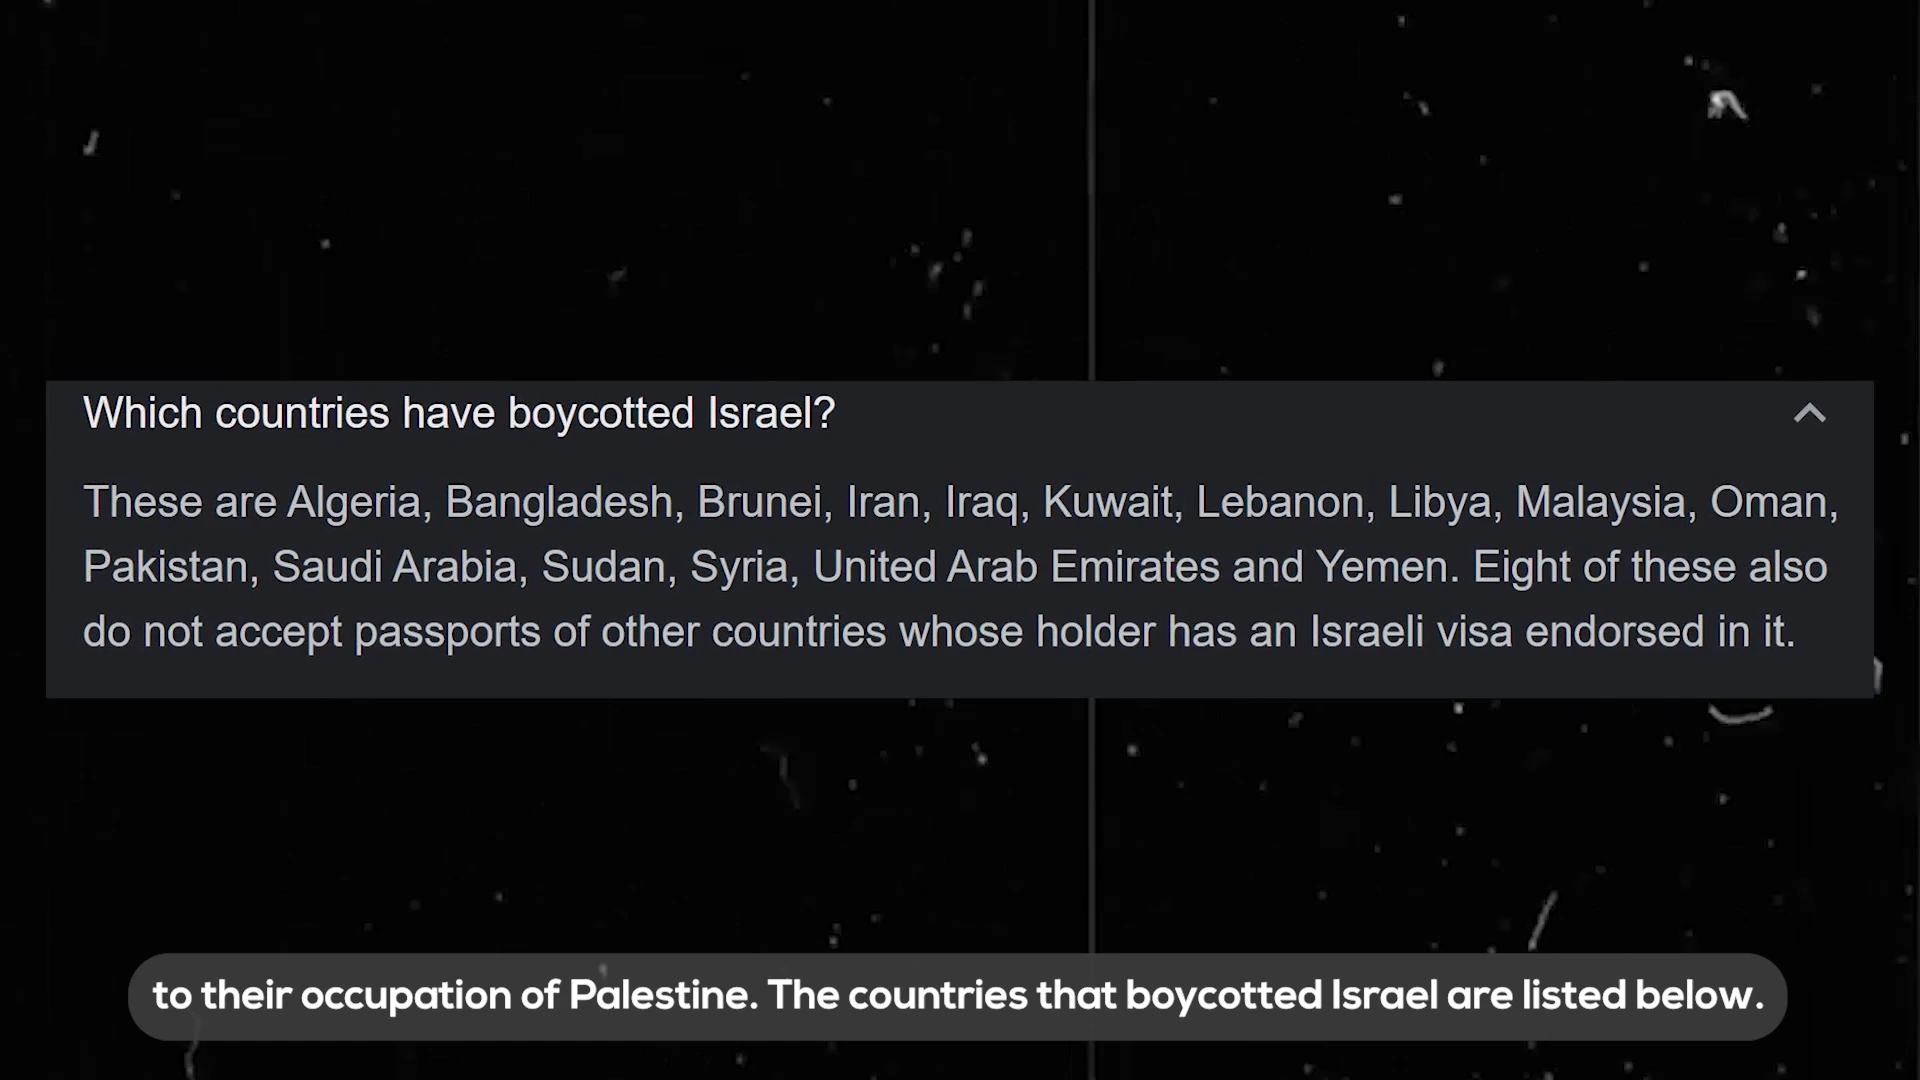 Which countries have boycotted Israel?
These are Algeria, Bangladesh, Brunei, Iran, Iraq, Kuwait, Lebanon, Libya, Malaysia, Oman,
Pakistan, Saudi Arabia, Sudan, Syria, United Arab Emirates and Yemen. Eight of these also
do not accept passports of other countries whose holder has an Israeli visa endorsed in it.
to their occupation of Palestine. The countries that boycotted Israel are listed below.